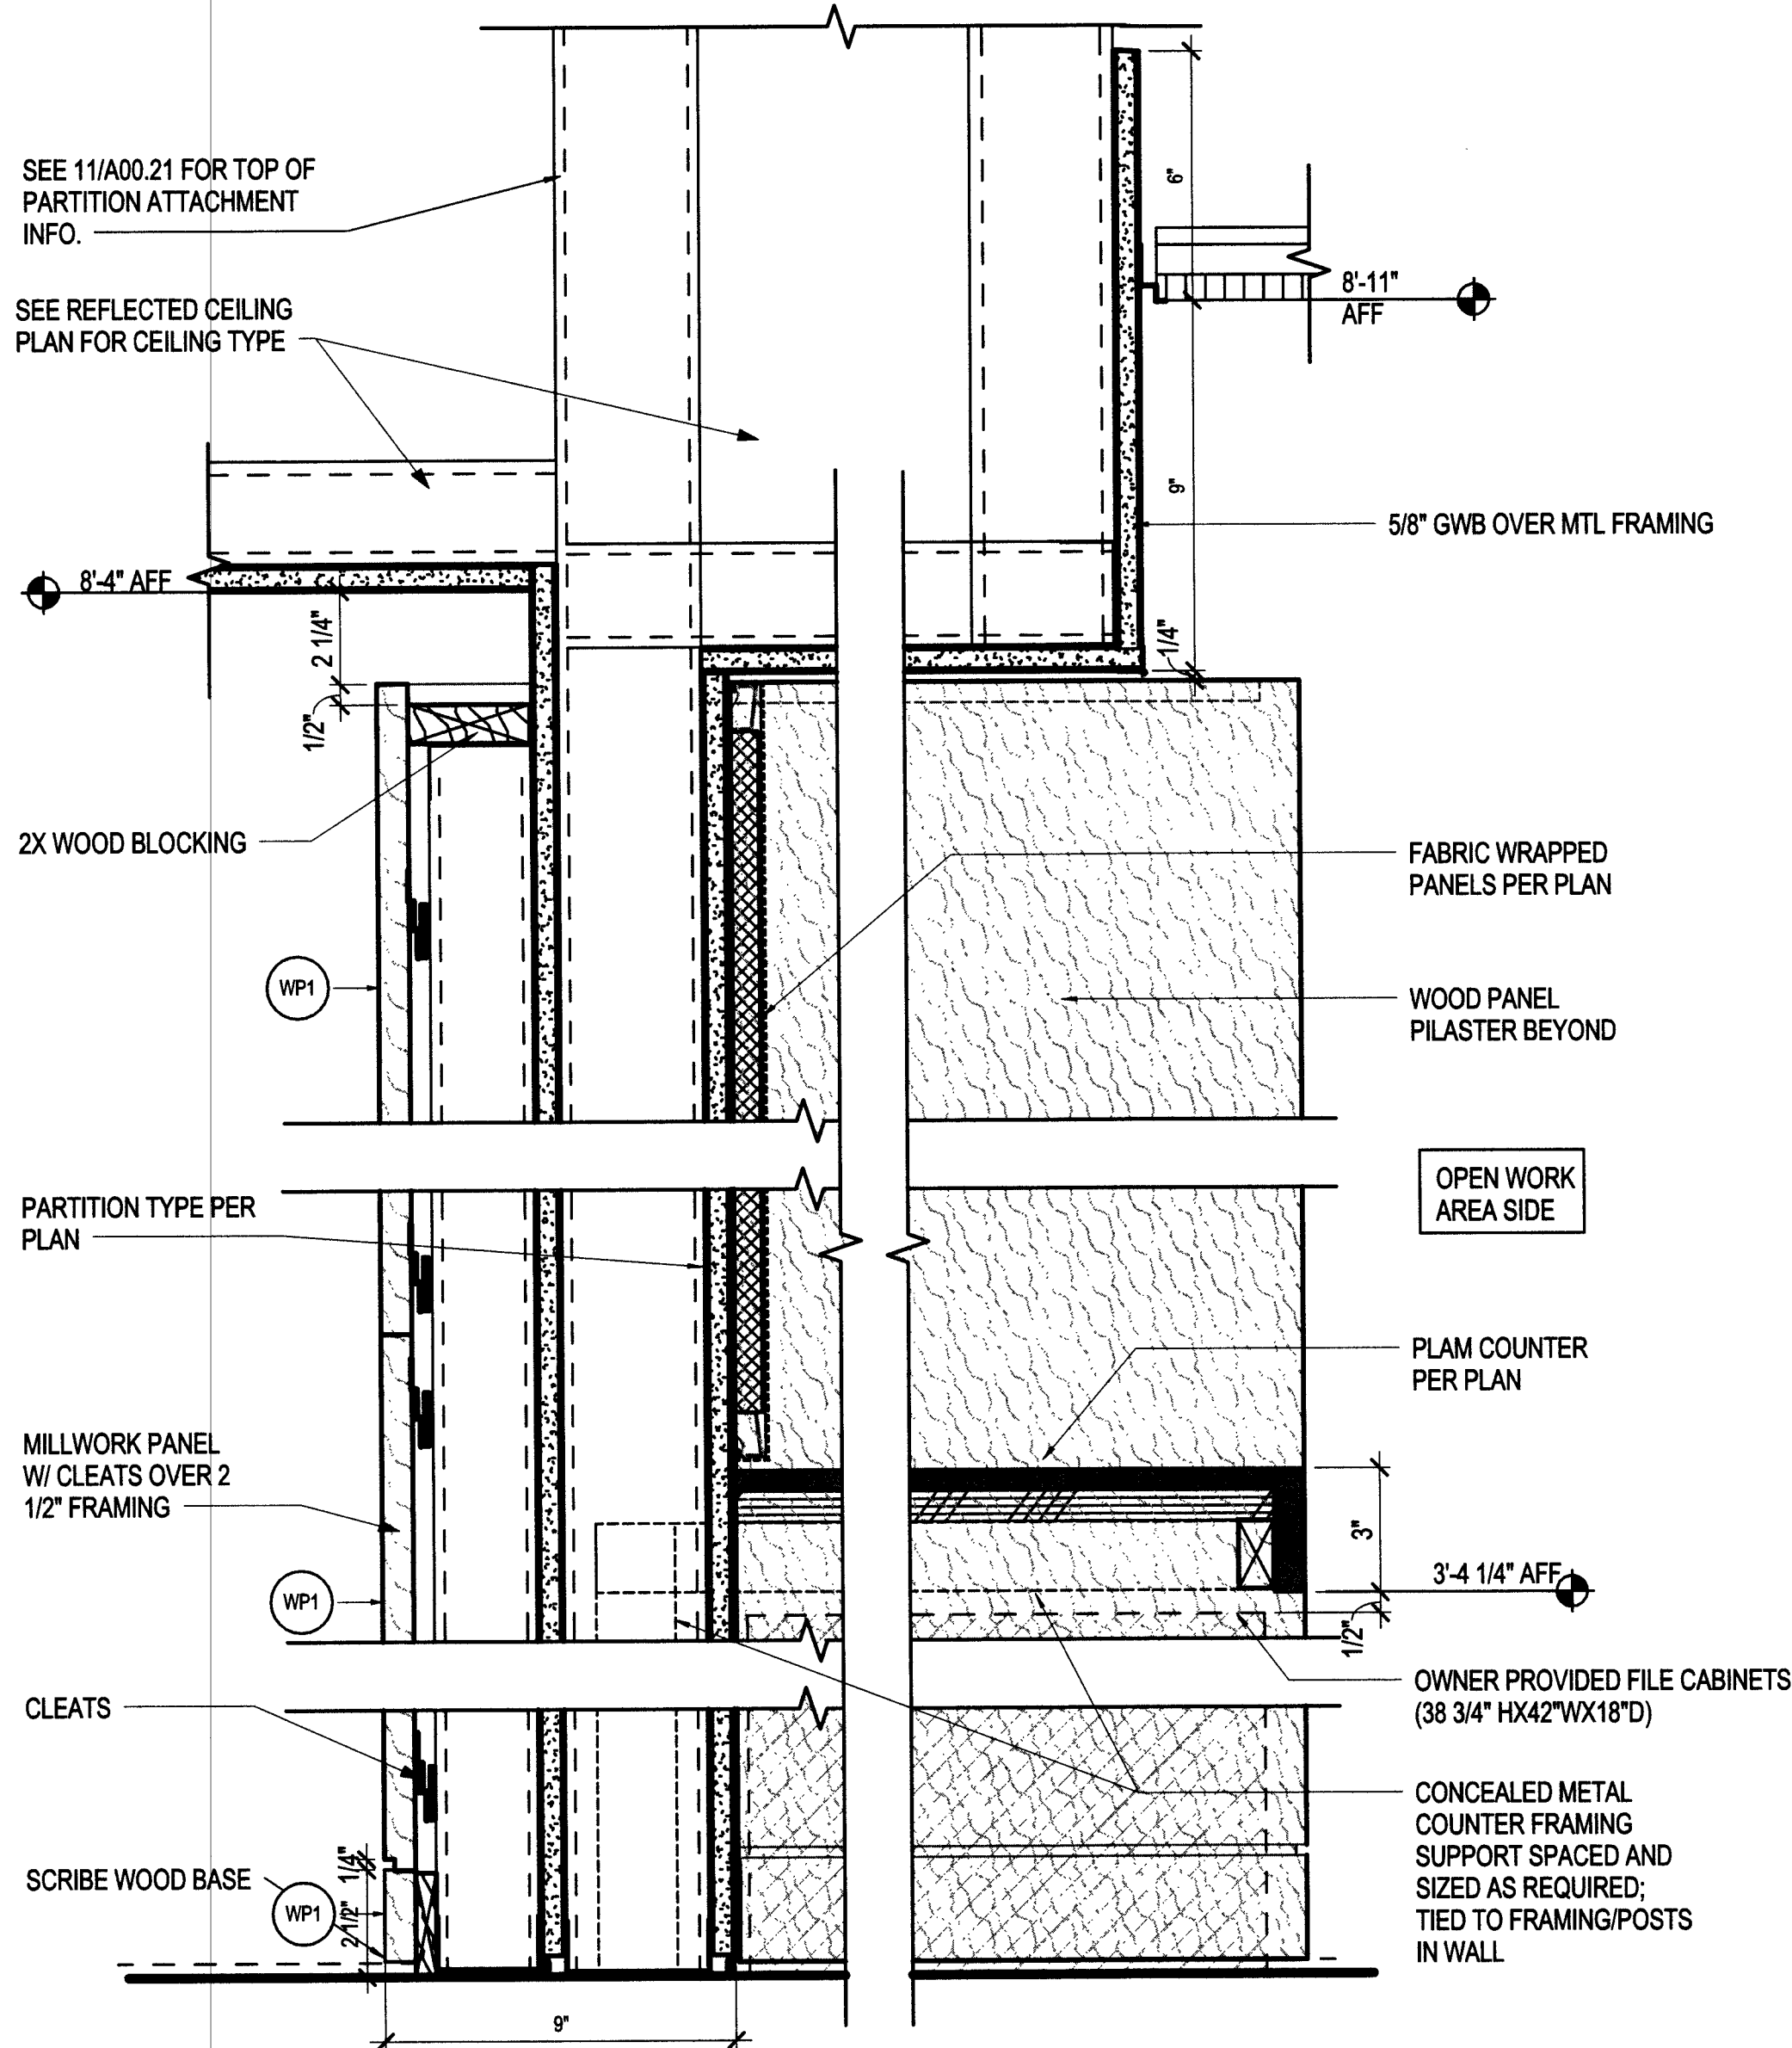 SEE 11/A00.21 FOR TOP OF
PARTITION ATTACHMENT
INFO.
6"
8'-11"
AFF
SEE REFLECTED CEILING
PLAN FOR CEILING TYPE
9"
5/8" GWB OVER MTL FRAMING
8'-4" AFF
2 1/4"
1/4"
1/2"
2X WOOD BLOCKING
FABRIC WRAPPED
PANELS PER PLAN
WP1
WOOD PANEL
PILASTER BEYOND
OPEN WORK
AREA SIDE
PARTITION TYPE PER
PLAN
PLAM COUNTER
PER PLAN
MILLWORK PANEL
W/ CLEATS OVER 2
1/2" FRAMING
3"
3'-4 1/4" AFF
WP1
1/2"
OWNER PROVIDED FILE CABINETS
(38 3/4" HX42"WX18"D)
CLEATS
CONCEALED METAL
COUNTER FRAMING
SUPPORT SPACED AND
SIZED AS REQUIRED;
TIED TO FRAMING/POSTS
IN WALL
1/4"
SCRIBE WOOD BASE
WP1
2 1/2"
9"